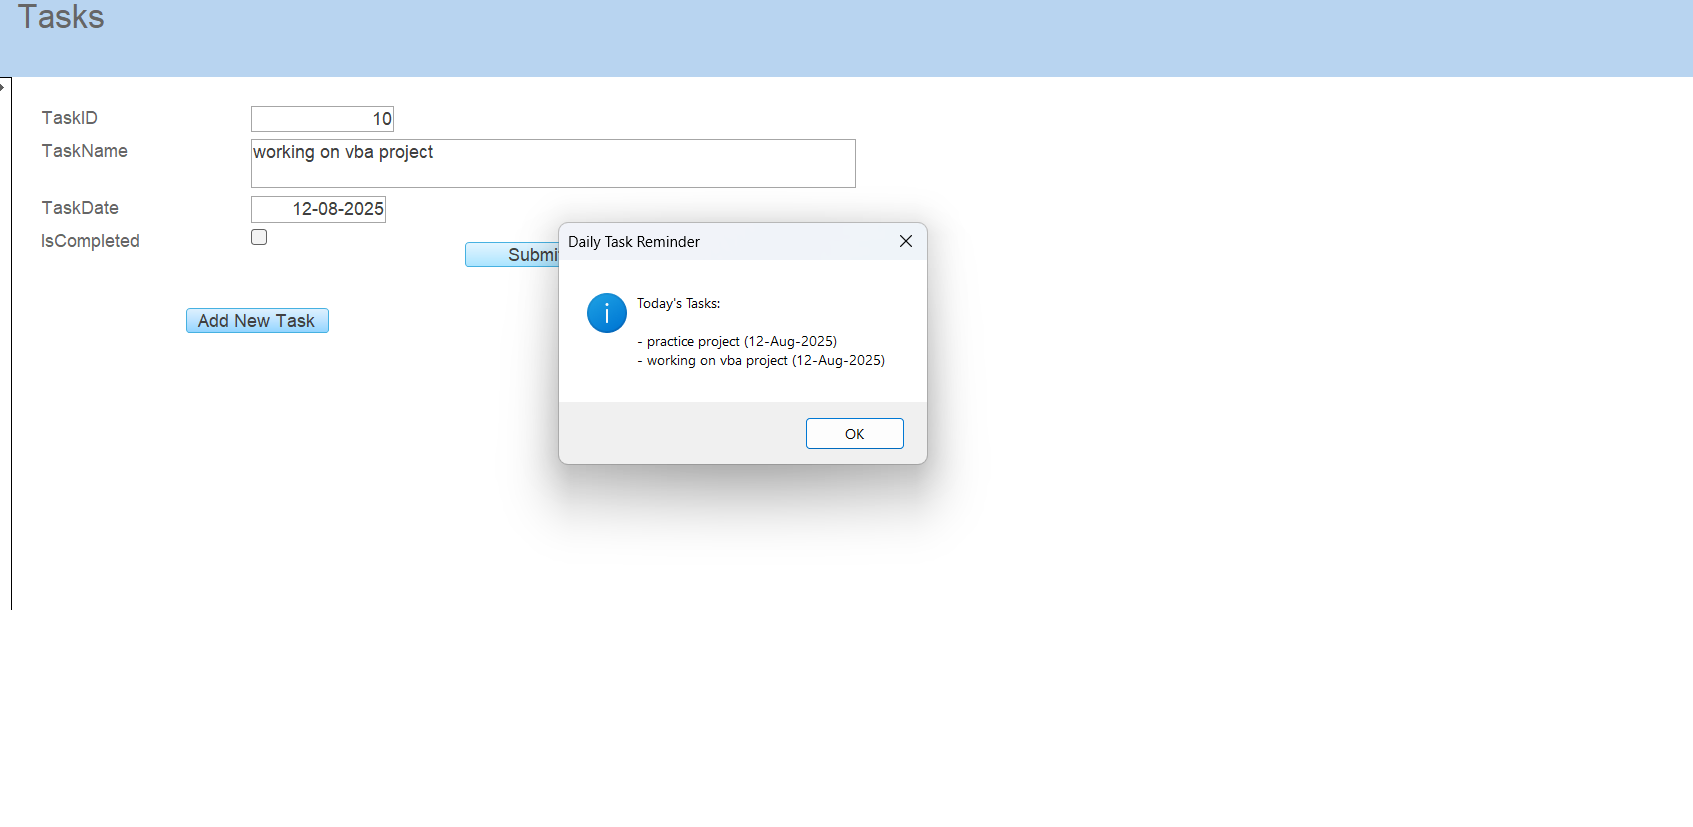 Tasks
TaskID
10
TaskName
working on vba project
TaskDate
12-08-2025
IsCompleted
Add New Task
Daily Task Reminder
Today's Tasks:
- practice project (12-Aug-2025)
- working on vba project (12-Aug-2025)
OK